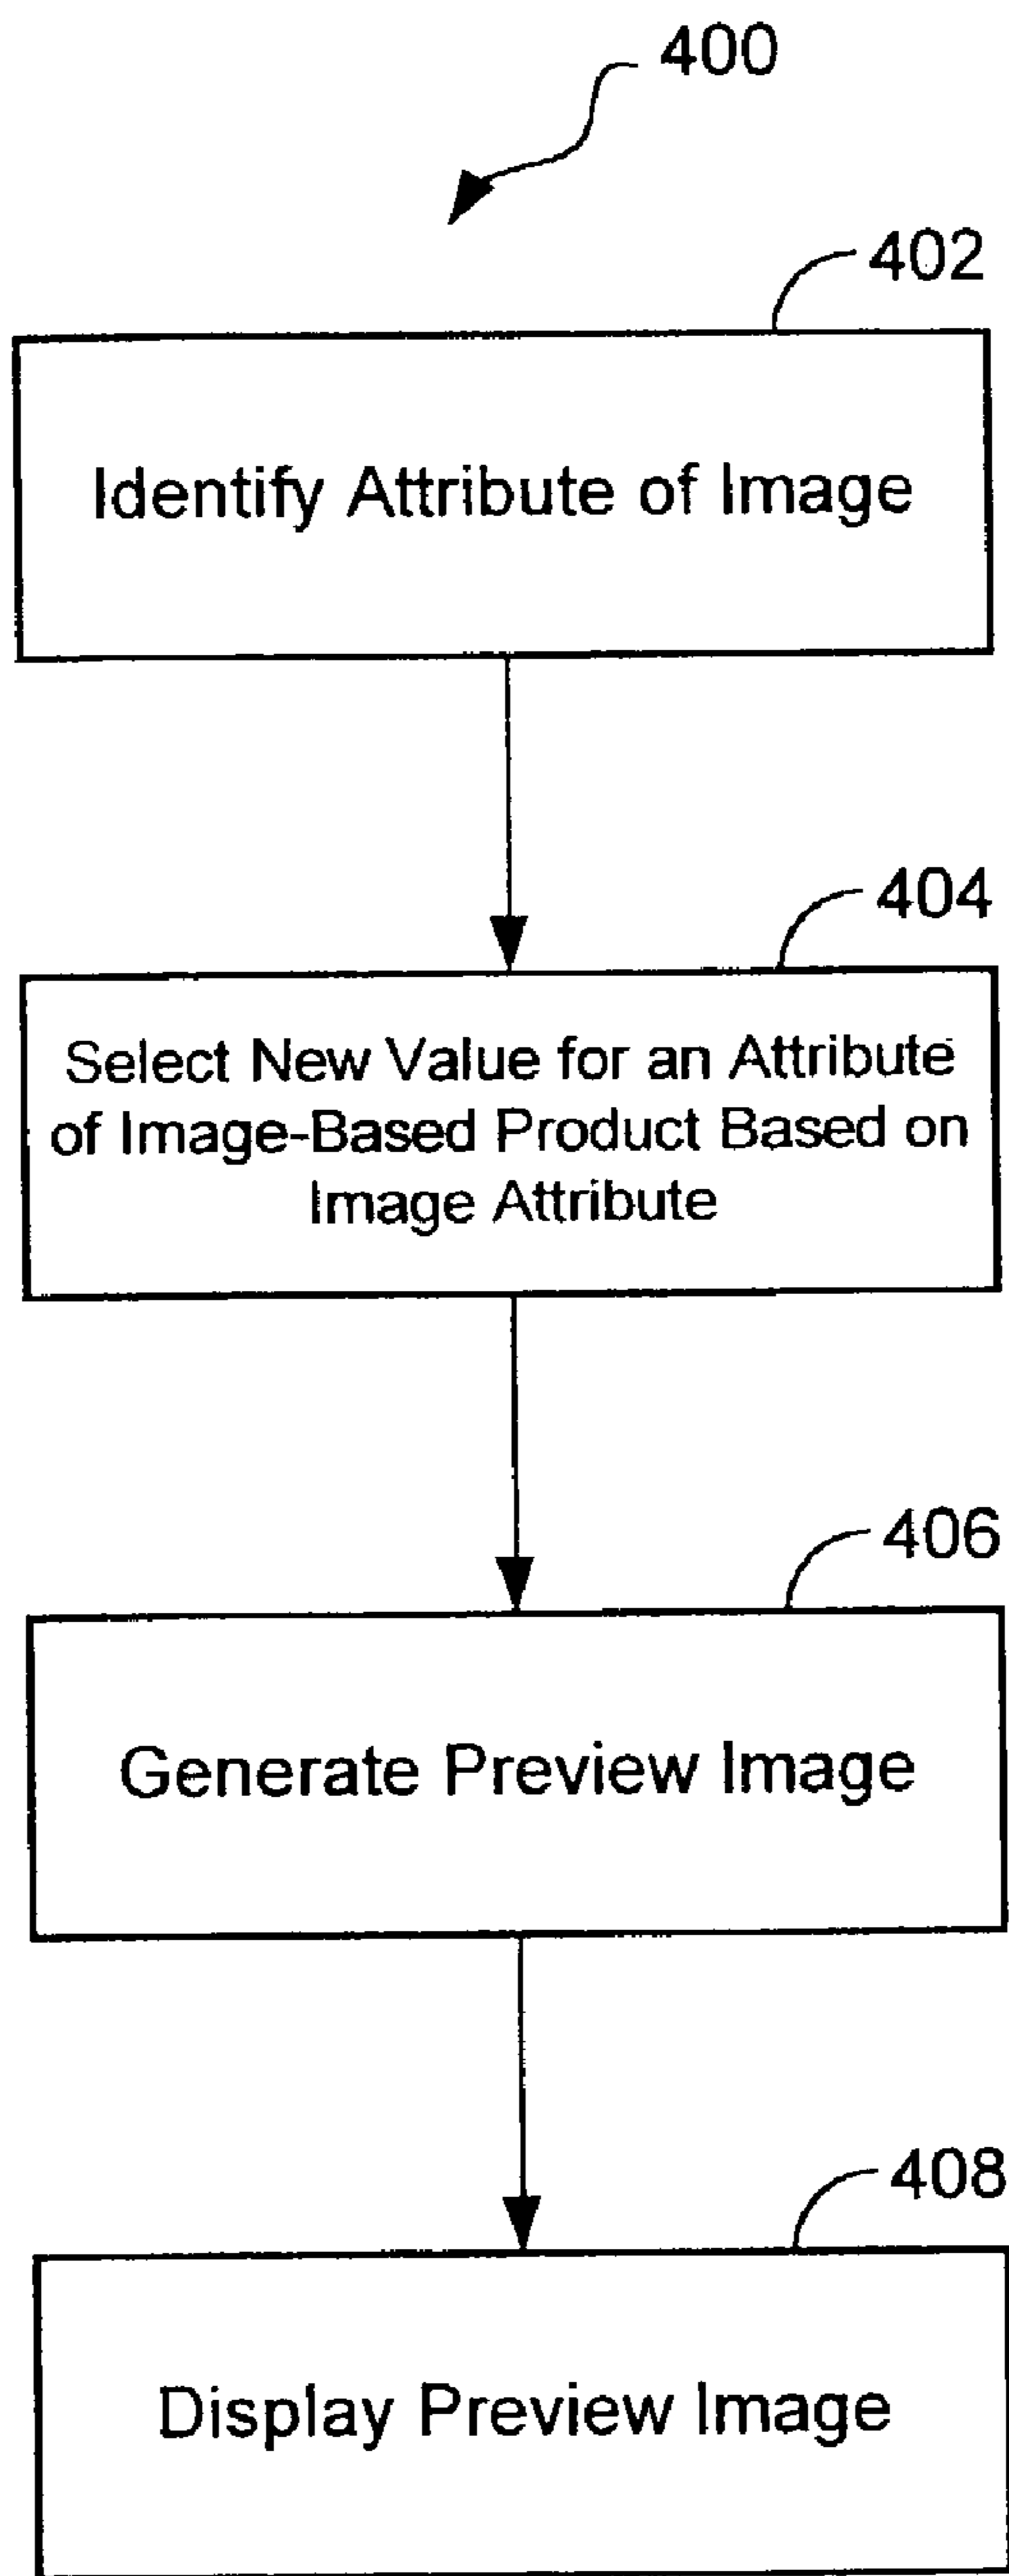 400
402
Identify Attribute of Image
404
Select New Value for an Attribute
of Image-Based Product Based on
Image Attribute
406
Generate Preview Image
408
Display Preview Image